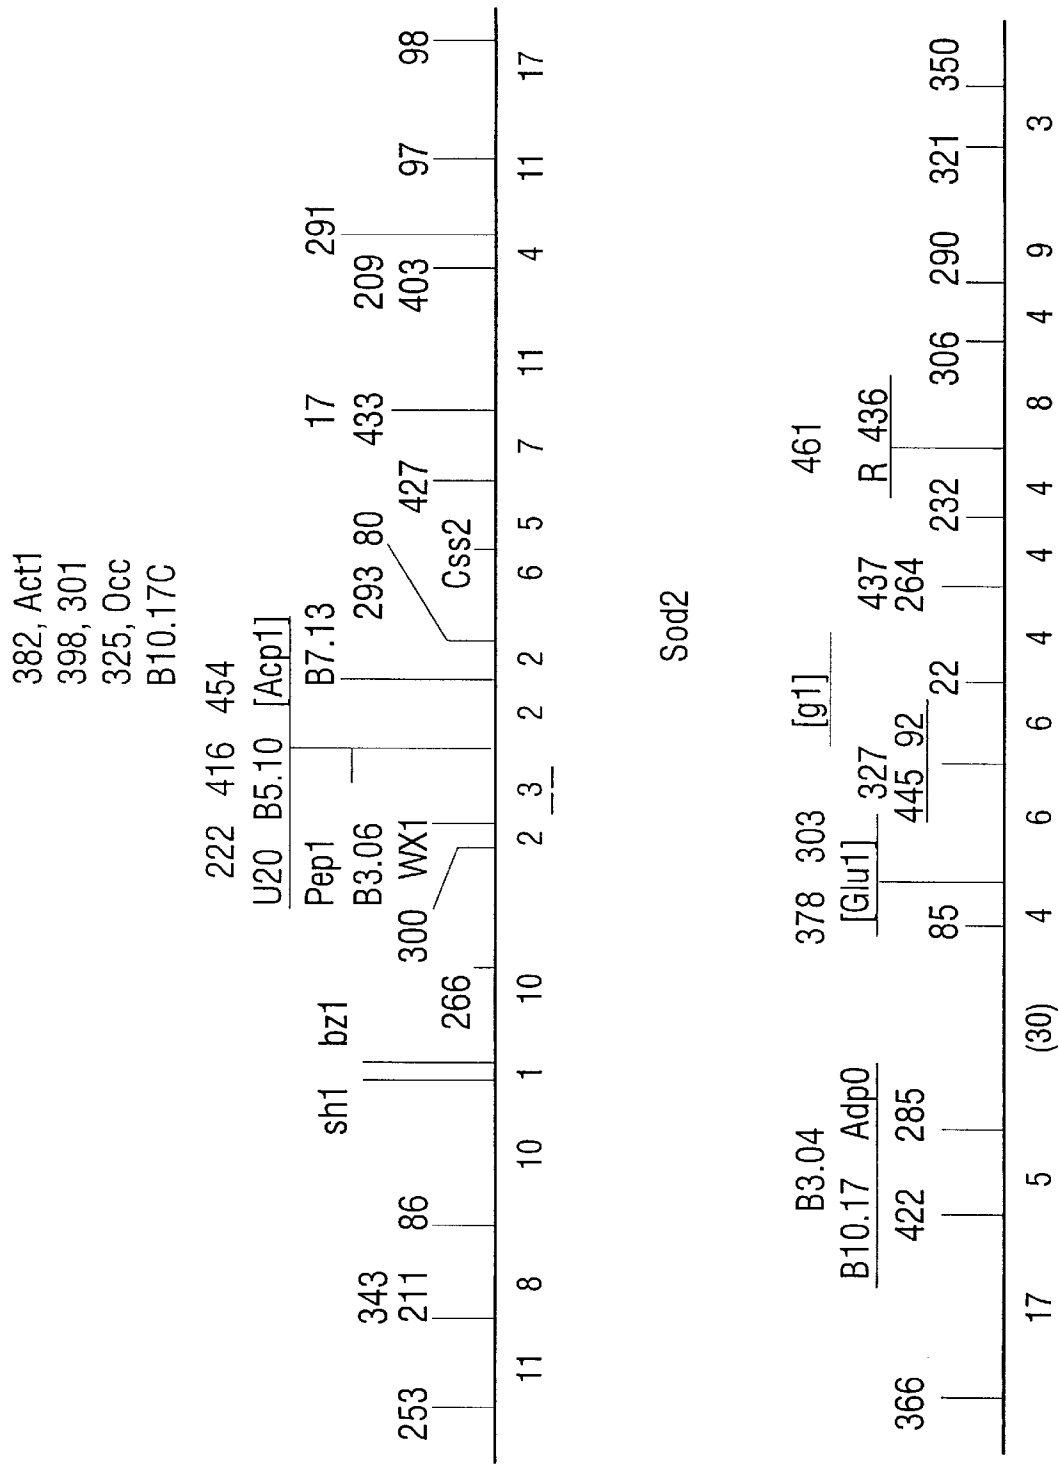 382, Act1
398, 301
325, Occ
B10.17C
222 416 454
U20 B5.10 [Acp1]
Pep1 B7.13 17 291
B3.06 293 80 433 209
343
sh1 bz1
253 211 86 300 WX1 427 403 97 98
266 Css2
11 8 10 1 10 2 3 2 2 6 5 7 11 4 11 17
Sod2
B3.04 378 303 [g1] 461
B10.17 Adp0 [Glu1] 327 437 R 436
366 422 285 445 92 264
85 22 232 306 290 321 350
17 5 (30) 4 6 6 4 4 4 8 4 9 3